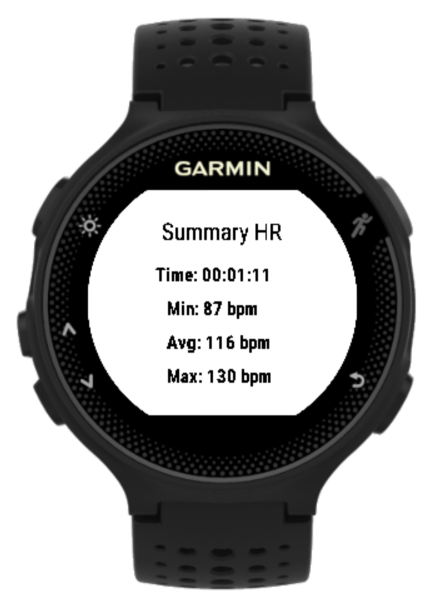 GARMIN
Summary HR
Time: 00:01:11
Min: 87 bpm
Avg: 116 bpm
Max: 130 bpm